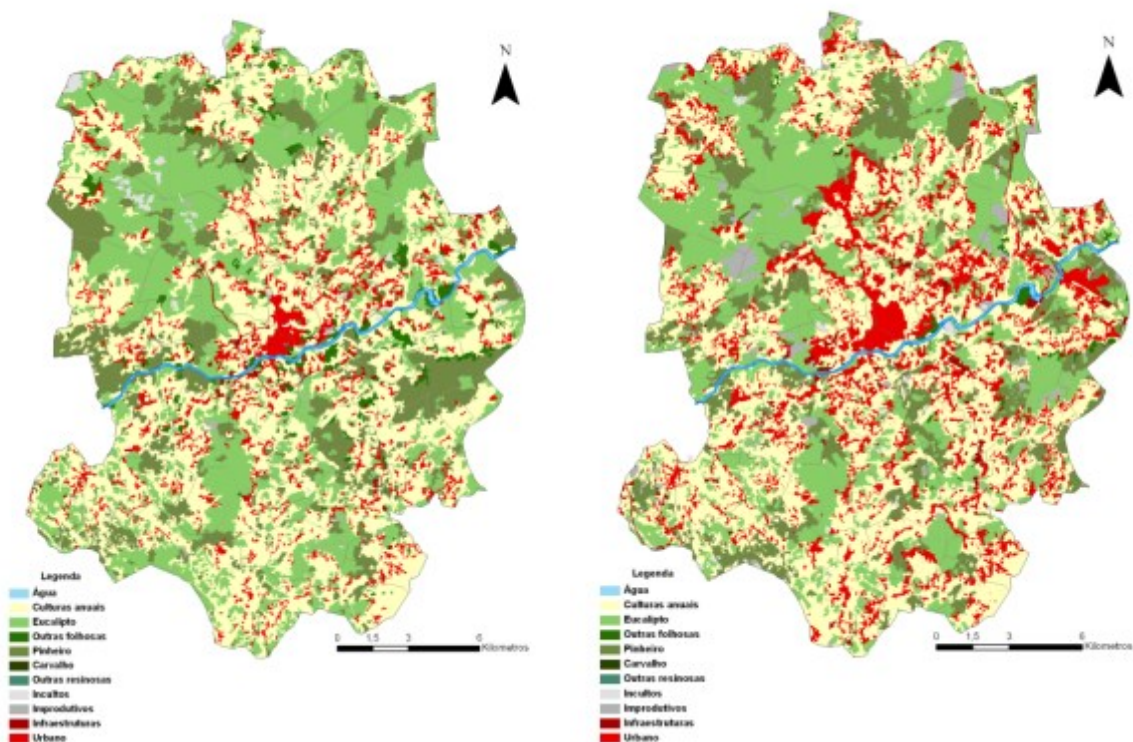 N
Legenda
Água
Culturas anuais
Eucalipto
Outras folhosas
Pinheiro
Carvalho
Outras resinosas
Incultos
Improdutivos
Infraestruturas
Urbano
0 1,5 3 6
Kilometros
N
Legenda
Água
Culturas anuais
Eucalipto
Outras folhosas
Pinheiro
Carvalho
Outras resinosas
Incultos
Improdutivos
Infraestruturas
Urbano
0 1,5 3 6
Kilometros